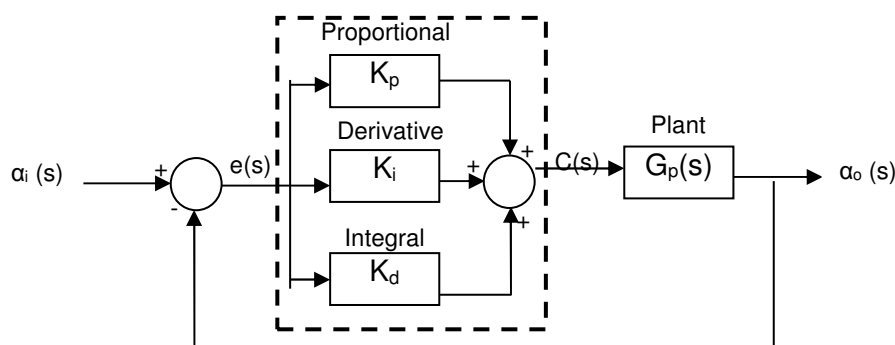 Proportional
Kp
Derivative
Plant
αi (s)
+
e(s)
Ki
+
+
C(s)
Gp(s)
αo (s)
-
+
Integral
Kd